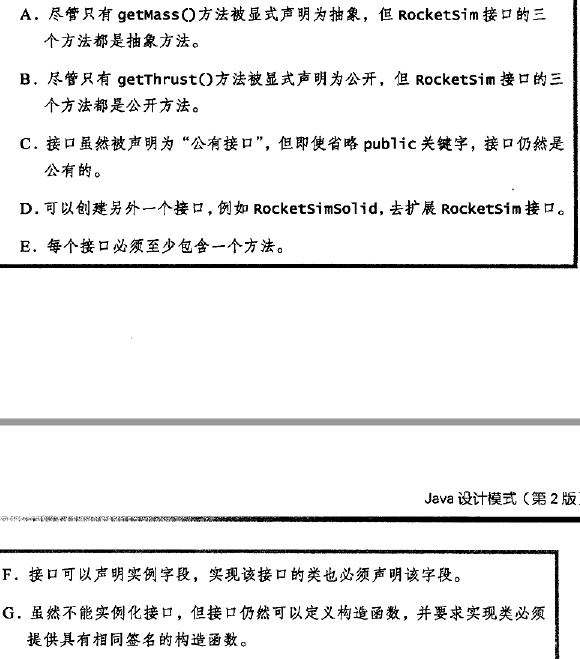 A．尽管只有 getMass()方法被显式声明为抽象，但 RocketSim 接口的三
个方法都是抽象方法。
B．尽管只有 getThrust()方法被显式声明为公开，但 RocketSim 接口的三
个方法都是公开方法。
C．接口虽然被声明为“公有接口”，但即使省略 public 关键字，接口仍然是
公有的。
D．可以创建另外一个接口，例如 RocketSimSolid，去扩展 RocketSim 接口。
E．每个接口必须至少包含一个方法。
Java 设计模式（第 2 版
F．接口可以声明实例字段，实现该接口的类也必须声明该字段。
G．虽然不能实例化接口，但接口仍然可以定义构造函数，并要求实现类必须
提供具有相同签名的构造函数。